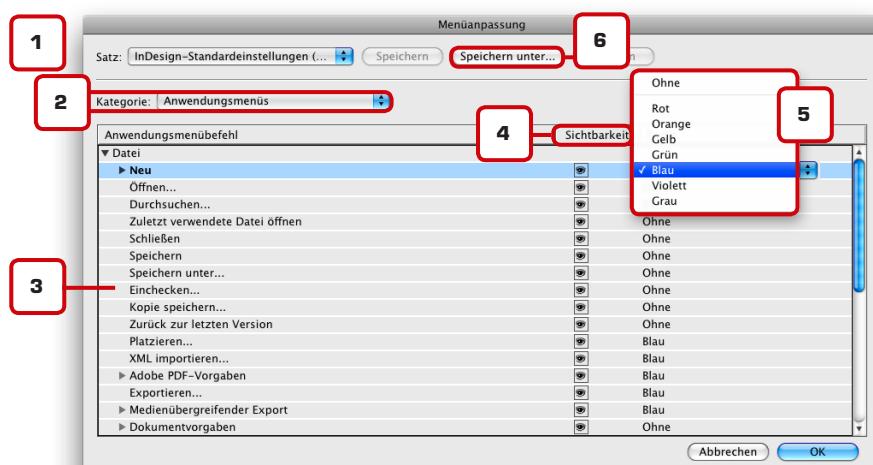 Menüanpassung
1
6
Satz: InDesign-Standardeinstellungen (... Speichern Speichern unter...
2
Kategorie: Anwendungsmenüs
Ohne
Rot
Orange
Gelb
Grün
Blau
Violett
Grau
5
4
Anwendungsmenübefehl Sichtbarkeit
Datei
Neu
Öffnen...
Durchsuchen...
Zuletzt verwendete Datei öffnen Ohne
Schließen Ohne
Speichern Ohne
Speichern unter... Ohne
3
Einchecken... Ohne
Kopie speichern... Ohne
Zurück zur letzten Version Ohne
Platzieren... Blau
XML importieren... Blau
Adobe PDF-Vorgaben Blau
Exportieren... Blau
Medienübergreifender Export Blau
Dokumentvorgaben Ohne
Abbrechen OK